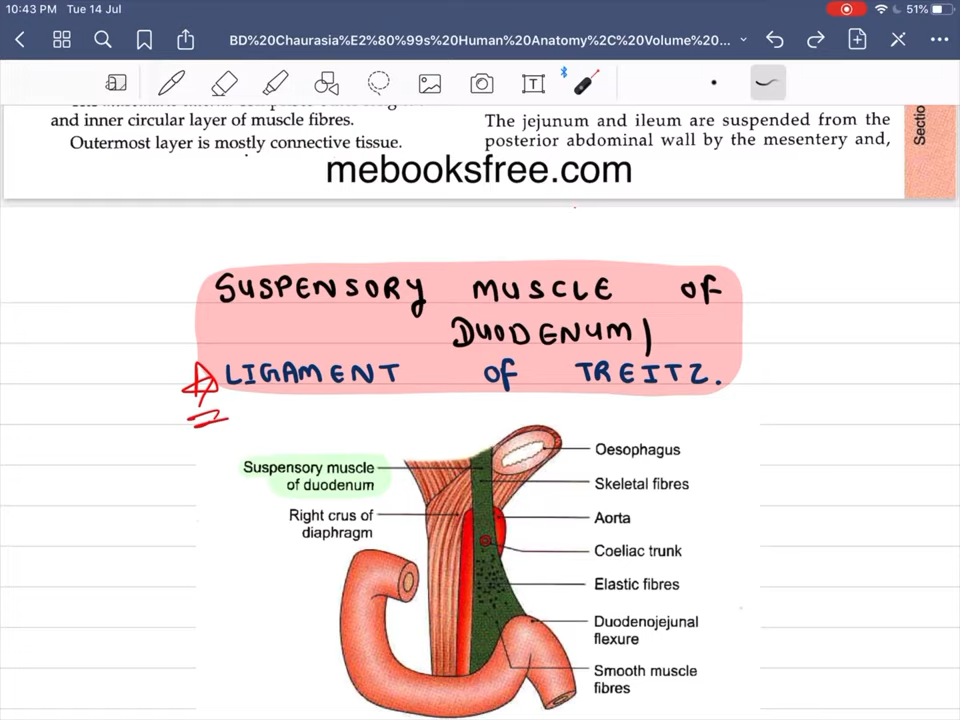 10:43 PM Tue 14 Jul
51%
BD%20Chaurasia%E2%80%99s%20Human%20Anatomy%2C%20Volume%20...
T
and inner circular layer of muscle fibres.
Outermost layer is mostly connective tissue.
The jejunum and ileum are suspended from the
posterior abdominal wall by the mesentery and,
Sectio
mebooksfree.com
SUSPENSORY MUSCLE OF
DUODENUM/
LIGAMENT OF TREITZ.
Suspensory muscle
of duodenum
Right crus of
diaphragm
Oesophagus
Skeletal fibres
Aorta
Coeliac trunk
Elastic fibres
Duodenojejunal
flexure
Smooth muscle
fibres